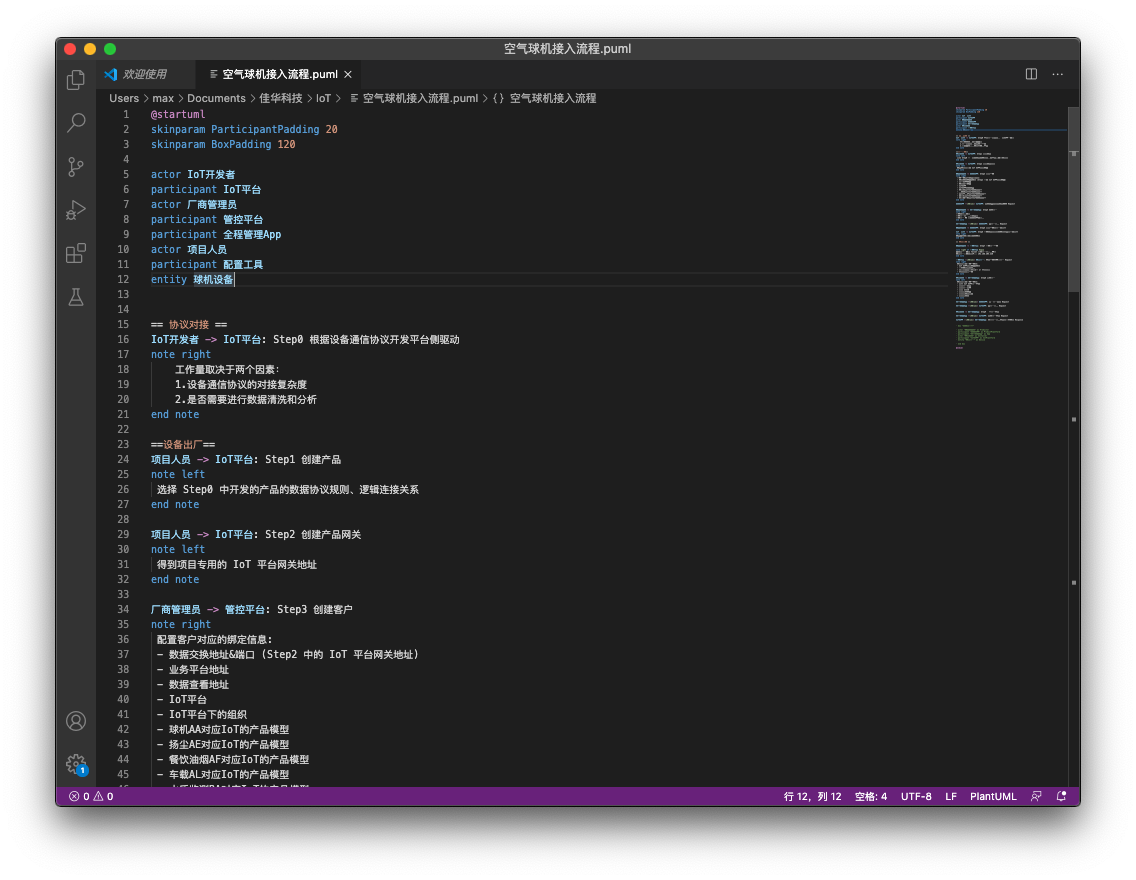 空气球机接入流程.puml
欢迎使用
空气球机接入流程.puml
Users > max > Documents > 佳华科技 > IoT > 空气球机接入流程.puml > {} 空气球机接入流程
1 @startuml
2 skinparam ParticipantPadding 20
3 skinparam BoxPadding 120
4
5 actor IoT开发者
6 participant IoT平台
7 actor 厂商管理员
8 participant 管控平台
9 participant 全程管理App
10 actor 项目人员
11 participant 配置工具
12 entity 球机设备
13
14
15 == 协议对接 ==
16 IoT开发者 -> IoT平台: Step0 根据设备通信协议开发平台侧驱动
17 note right
18 工作量取决于两个因素：
19 1.设备通信协议的对接复杂度
20 2.是否需要进行数据清洗和分析
21 end note
22
23 ==设备出厂==
24 项目人员 -> IoT平台: Step1 创建产品
25 note left
26 选择 Step0 中开发的产品的数据协议规则、逻辑连接关系
27 end note
28
29 项目人员 -> IoT平台: Step2 创建产品网关
30 note left
31 得到项目专用的 IoT 平台网关地址
32 end note
33
34 厂商管理员 -> 管控平台: Step3 创建客户
35 note right
36 配置客户对应的绑定信息：
37 - 数据交换地址&端口 (Step2 中的 IoT 平台网关地址)
38 - 业务平台地址
39 - 数据查看地址
40 - IoT平台
41 - IoT平台下的组织
42 - 球机AA对应IoT的产品模型
43 - 扬尘AE对应IoT的产品模型
44 - 餐饮油烟AF对应IoT的产品模型
45 - 车载AL对应IoT的产品模型
0 0
行 12，列 12 空格: 4 UTF-8 LF PlantUML
1